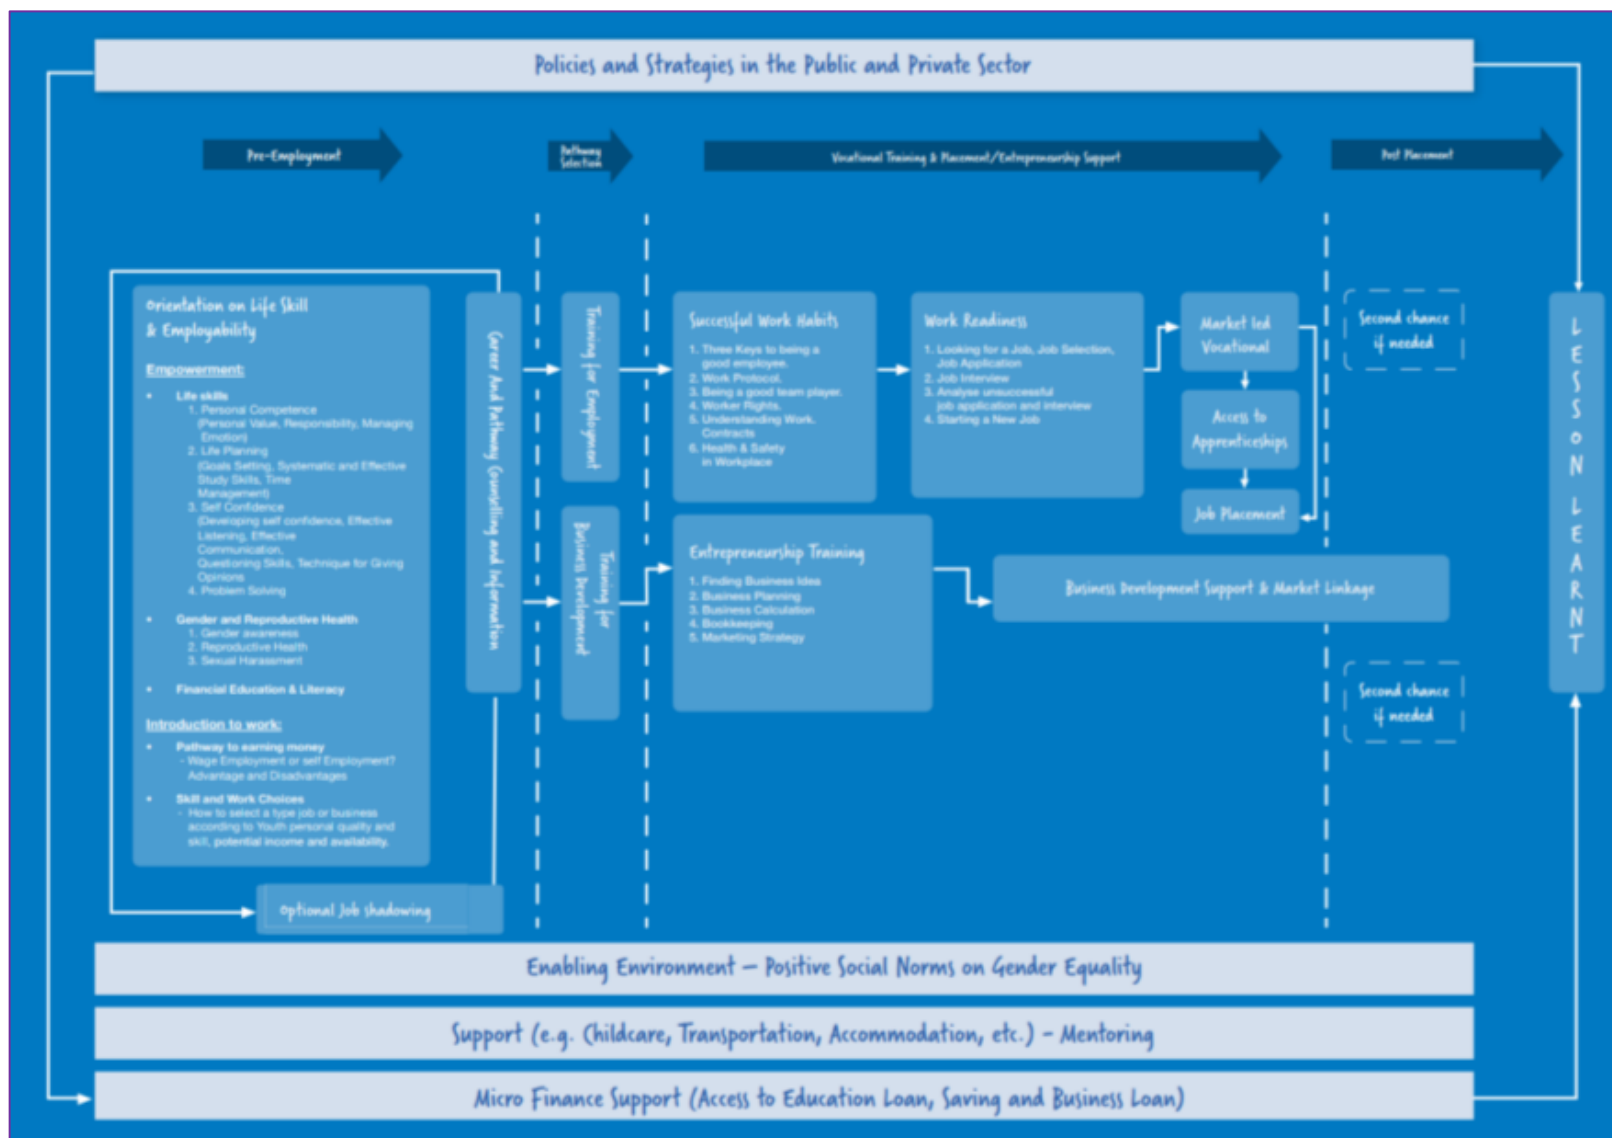 Policies and Strategies in the Public and Private Sector
Pre-Employment
Pathway
Selection
Vocational Training & Placement/Entrepreneurship Support
Post Placement
Orientation on Life Skill
& Employability
Empowerment:
• Life skills
1. Personal Competence
(Personal Value, Responsibility, Managing
Emotion)
2. Life Planning
(Goals Setting, Systematic and Effective
Study Skills, Time
Management)
3. Self Confidence
(Developing self confidence, Effective
Listening, Effective
Communication,
Questioning Skills, Technique for Giving
Opinions
4. Problem Solving
• Gender and Reproductive Health
1. Gender awareness
2. Reproductive Health
3. Sexual Harassment
• Financial Education & Literacy
Introduction to work:
• Pathway to earning money
- Wage Employment or self Employment?
Advantage and Disadvantages
• Skill and Work Choices
- How to select a type job or business
according to Youth personal quality and
skill, potential income and availability.
Optional Job shadowing
Career And Pathway Counselling and Information
Training for Employment
Training for
Business Development
Successful Work Habits
1. Three Keys to being a
good employee.
2. Work Protocol.
3. Being a good team player.
4. Worker Rights.
5. Understanding Work.
Contracts
6. Health & Safety
in Workplace
Work Readiness
1. Looking for a Job, Job Selection,
Job Application
2. Job Interview
3. Analyse unsuccessful
job application and interview
4. Starting a New Job
Market led
Vocational
Access to
Apprenticeships
Job Placement
Entrepreneurship Training
1. Finding Business Idea
2. Business Planning
3. Business Calculation
4. Bookkeeping
5. Marketing Strategy
Business Development Support & Market Linkage
Second chance
if needed
Second chance
if needed
LESSON LEARNT
Enabling Environment – Positive Social Norms on Gender Equality
Support (e.g. Childcare, Transportation, Accommodation, etc.) - Mentoring
Micro Finance Support (Access to Education Loan, Saving and Business Loan)